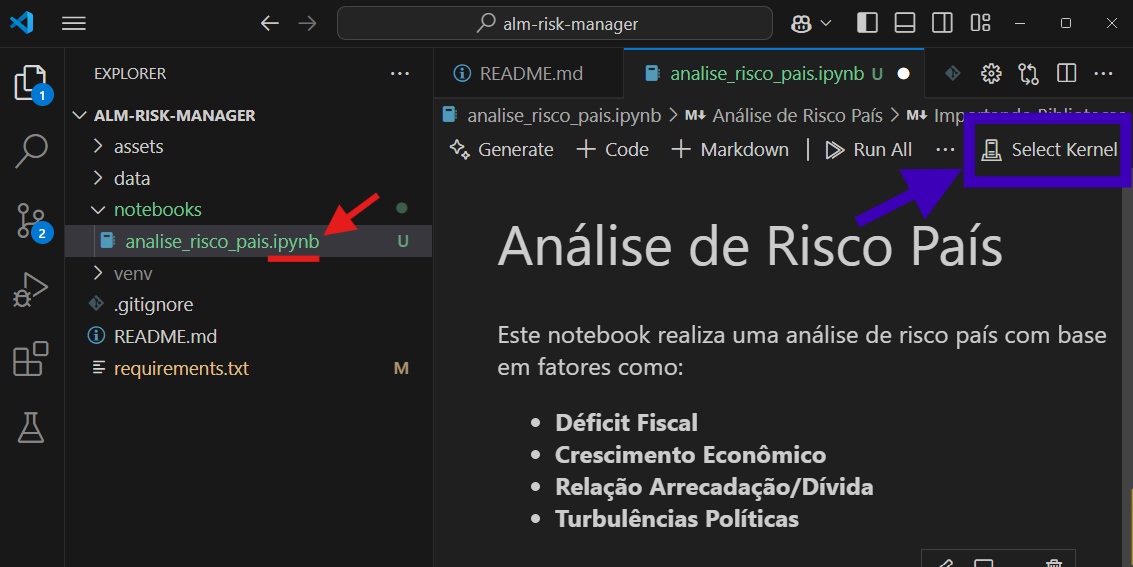 alm-risk-manager
EXPLORER
ALM-RISK-MANAGER
assets
data
notebooks
analise_risco_pais.ipynb U
venv
.gitignore
README.md
requirements.txt M
1
2
README.md
analise_risco_pais.ipynb U
analise_risco_pais.ipynb > M↓ Análise de Risco País > M↓
Generate + Code + Markdown | Run All ... Select Kernel
Análise de Risco País
Este notebook realiza uma análise de risco país com base
em fatores como:
• Déficit Fiscal
• Crescimento Econômico
• Relação Arrecadação/Dívida
• Turbulências Políticas